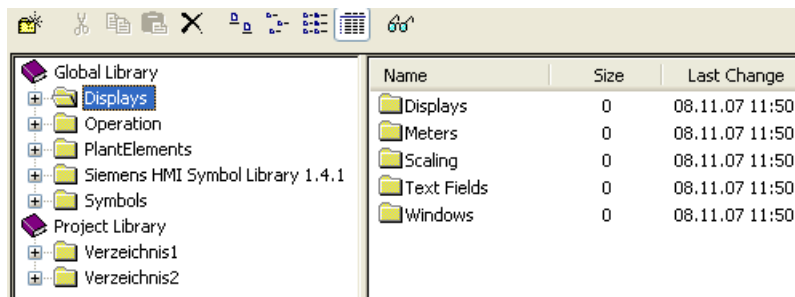 Global Library
Displays
Operation
PlantElements
Siemens HMI Symbol Library 1.4.1
Symbols
Project Library
Verzeichnis1
Verzeichnis2
Name Size Last Change
Displays 0 08.11.07 11:50
Meters 0 08.11.07 11:50
Scaling 0 08.11.07 11:50
Text Fields 0 08.11.07 11:50
Windows 0 08.11.07 11:50